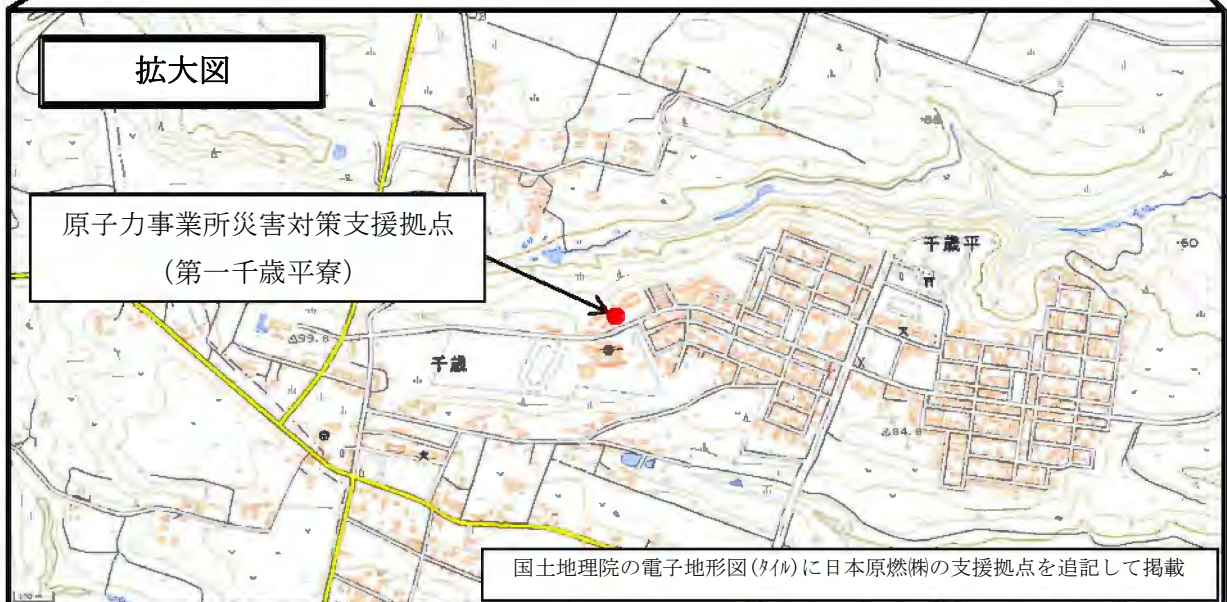 拡大図
原子力事業所災害対策支援拠点
(第一千歳平寮)
千歳平
・60
△99.8
千歳
国土地理院の電子地形図(ﾀｲﾙ)に日本原燃㈱の支援拠点を追記して掲載